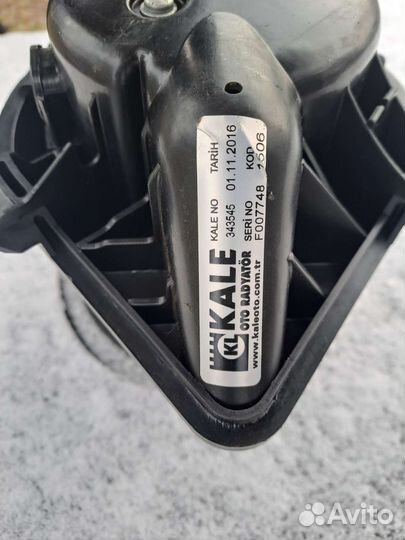 KALE
OTO RADYATÖR
www.kaleoto.com.tr
KALE NO TARİH
343545 01.11.2016
SERİ NO KOD
F007748 1606
Avito